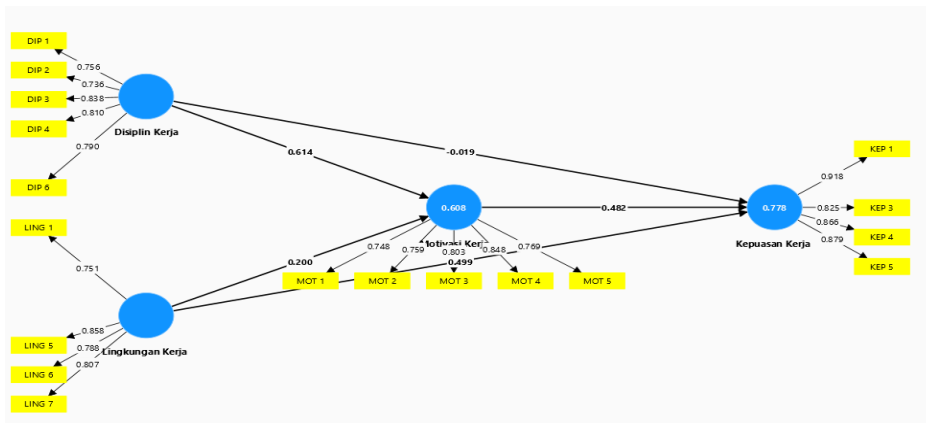 DIP 1
0.756
DIP 2
0.736
DIP 3
0.838
DIP 4
0.810
Disiplin Kerja
0.790
DIP 6
0.614
-0.019
KEP 1
0.918
LING 1
0.608
0.482
0.778
0.825
KEP 3
0.866
KEP 4
0.879
KEP 5
Kepuasan Kerja
Motivasi Kerja
0.748
0.759
0.803
0.848
0.769
0.751
0.200
0.499
MOT 1
MOT 2
MOT 3
MOT 4
MOT 5
0.858
LING 5
0.788
Lingkungan Kerja
0.807
LING 6
LING 7